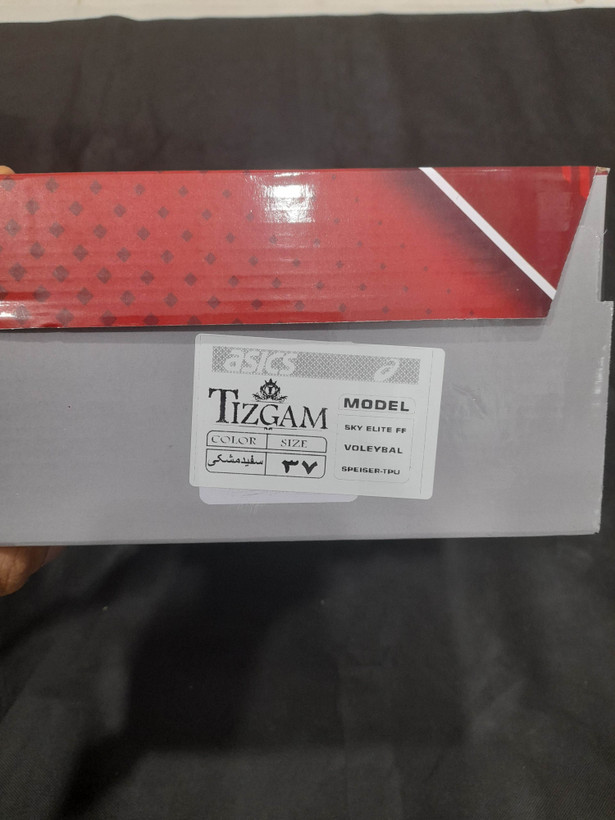 asics
TIZGAM
COLOR SIZE
سفیدمشکی ۳۷
MODEL
SKY ELITE FF
VOLEYBAL
SPEISER-TPU